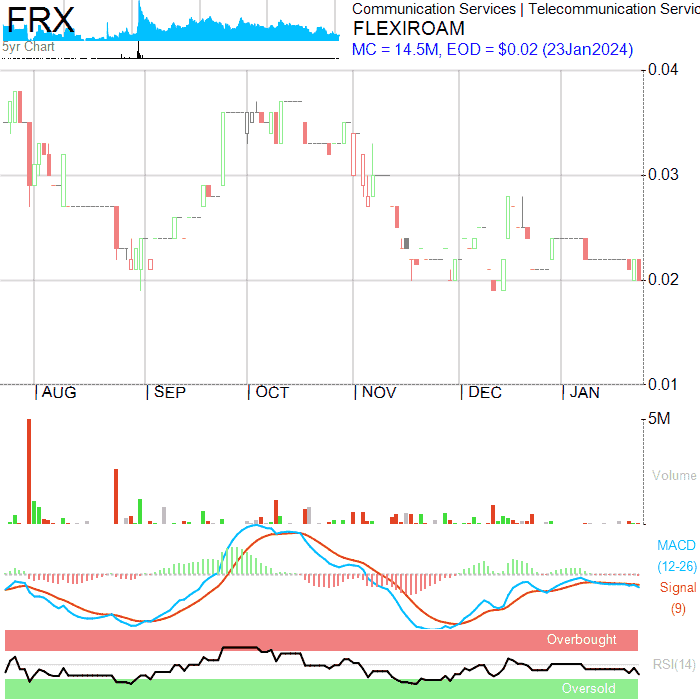 FRX
5yr Chart
Communication Services | Telecommunication Servic
FLEXIROAM
MC = 14.5M, EOD = $0.02 (23Jan2024)
0.04
0.03
0.02
0.01
AUG SEP OCT NOV DEC JAN
5M
Volume
MACD
(12-26)
Signal
(9)
Overbought
RSI(14)
Oversold